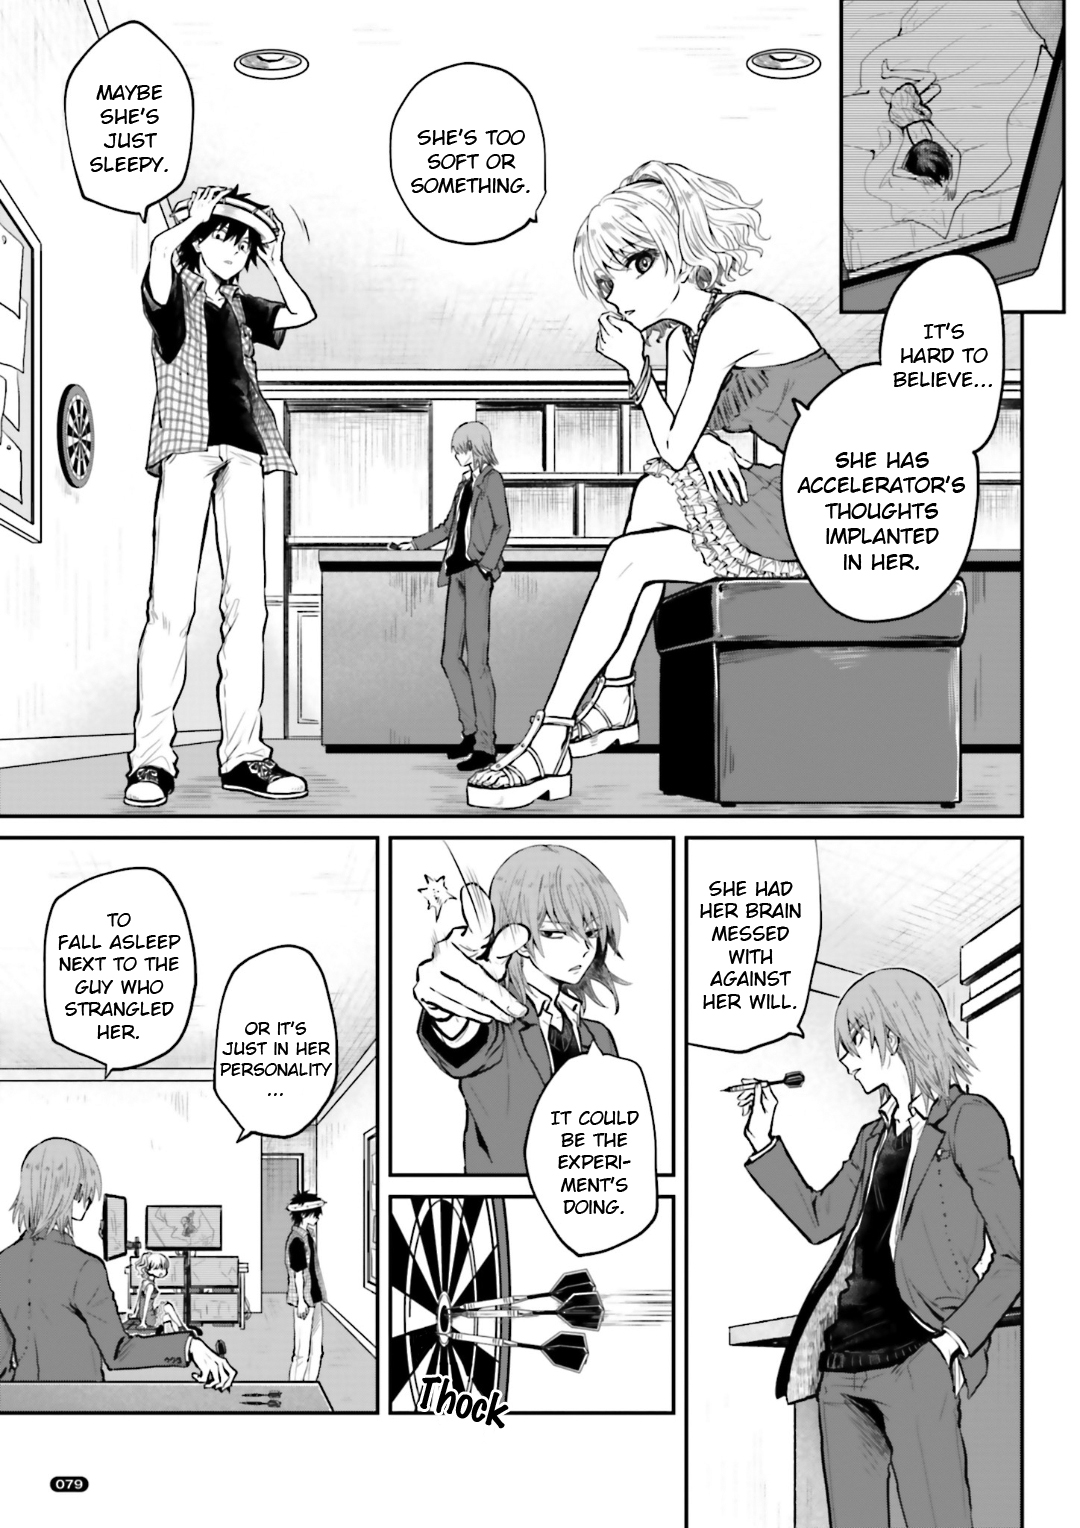 IT'S
HARD TO
BELIEVE...
SHE HAS
ACCELERATOR'S
THOUGHTS
IMPLANTED
IN HER.
SHE'S TOO
SOFT OR
SOMETHING.
MAYBE
SHE'S
JUST
SLEEPY.
SHE HAD
HER BRAIN
MESSED
WITH
AGAINST
HER WILL.
IT COULD
BE THE
EXPERI-
MENT'S
DOING.
Thock
OR IT'S
JUST IN HER
PERSONALITY
...
TO
FALL ASLEEP
NEXT TO THE
GUY WHO
STRANGLED
HER.
079